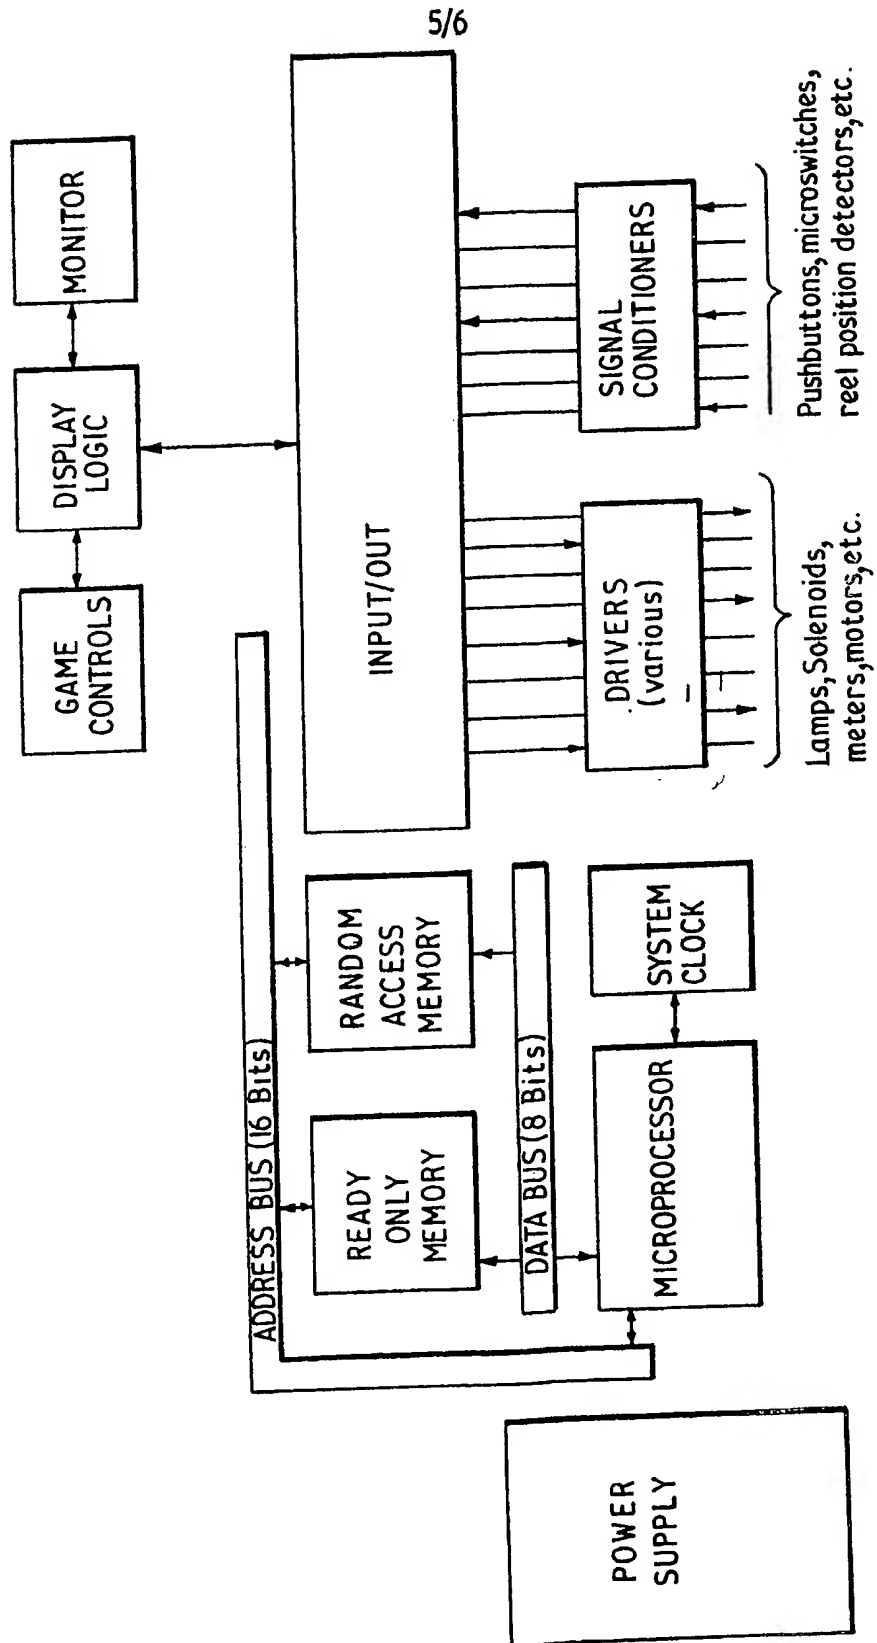 5/6
GAME
CONTROLS
DISPLAY
LOGIC
MONITOR
ADDRESS BUS (16 Bits)
READY
ONLY
MEMORY
RANDOM
ACCESS
MEMORY
INPUT/OUT
DATA BUS (8 Bits)
POWER
SUPPLY
MICROPROCESSOR
SYSTEM
CLOCK
DRIVERS
(various)
SIGNAL
CONDITIONERS
Lamps, Solenoids,
meters, motors, etc.
Pushbuttons, microswitches,
reel position detectors, etc.